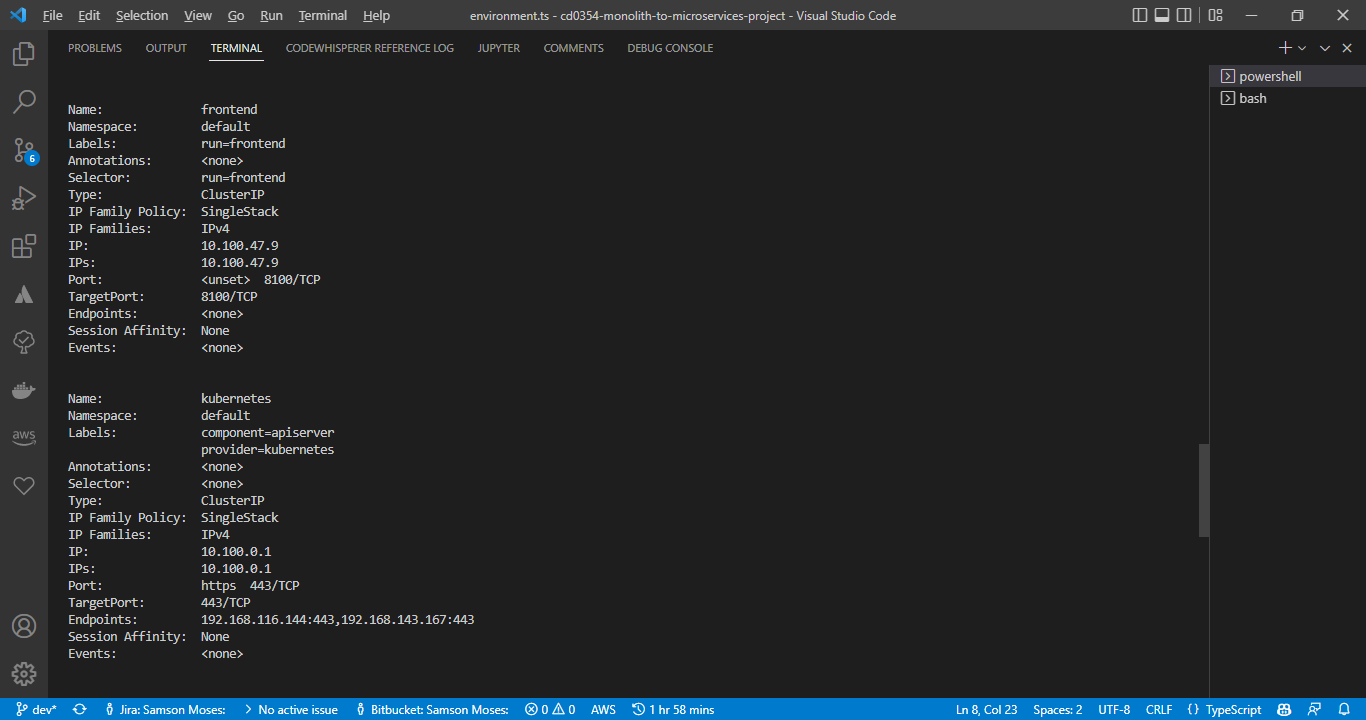 File Edit Selection View Go Run Terminal Help environment.ts - cd0354-monolith-to-microservices-project - Visual Studio Code
PROBLEMS OUTPUT TERMINAL CODEWHISPERER REFERENCE LOG JUPYTER COMMENTS DEBUG CONSOLE
powershell
bash
6
aws
Name: frontend
Namespace: default
Labels: run=frontend
Annotations: <none>
Selector: run=frontend
Type: ClusterIP
IP Family Policy: SingleStack
IP Families: IPv4
IP: 10.100.47.9
IPs: 10.100.47.9
Port: <unset> 8100/TCP
TargetPort: 8100/TCP
Endpoints: <none>
Session Affinity: None
Events: <none>
Name: kubernetes
Namespace: default
Labels: component=apiserver
provider=kubernetes
Annotations: <none>
Selector: <none>
Type: ClusterIP
IP Family Policy: SingleStack
IP Families: IPv4
IP: 10.100.0.1
IPs: 10.100.0.1
Port: https 443/TCP
TargetPort: 443/TCP
Endpoints: 192.168.116.144:443,192.168.143.167:443
Session Affinity: None
Events: <none>
dev* Jira: Samson Moses: No active issue Bitbucket: Samson Moses: 0 0 AWS 1 hr 58 mins Ln 8, Col 23 Spaces: 2 UTF-8 CRLF { } TypeScript